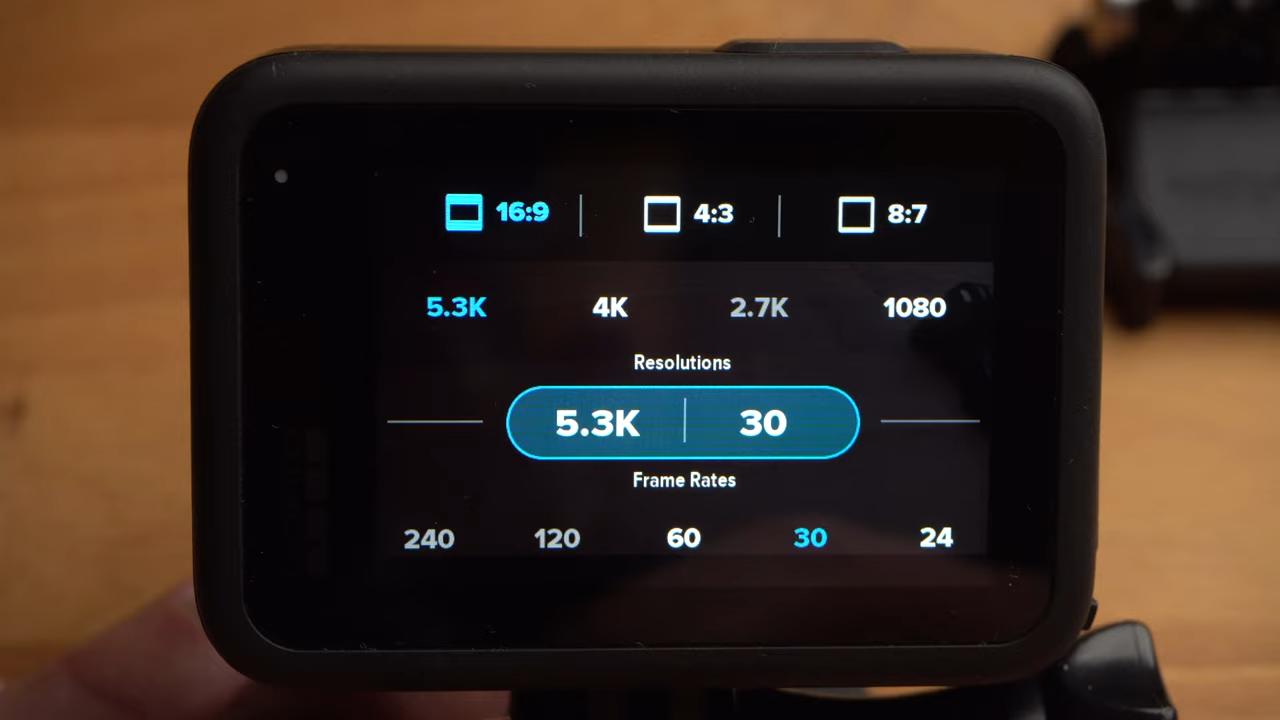 16:9 4:3 8:7
5.3K 4K 2.7K 1080
Resolutions
5.3K 30
Frame Rates
240 120 60 30 24